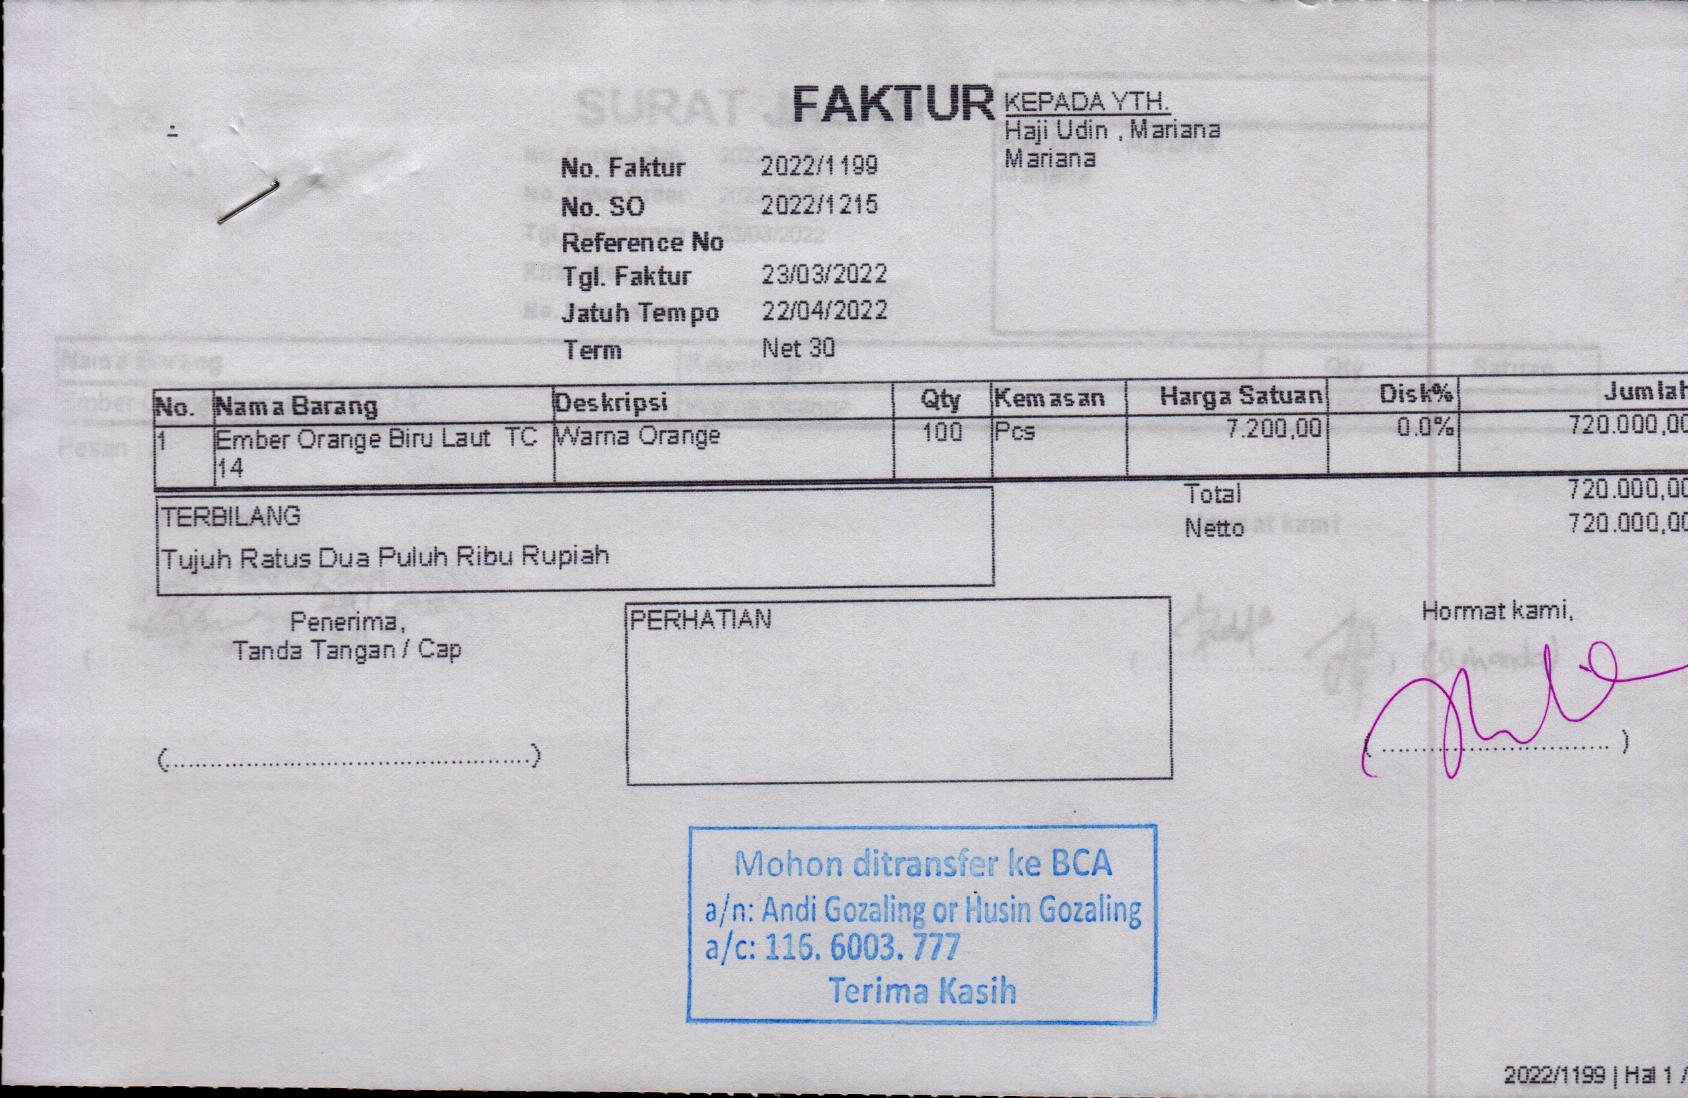 FAKTUR
KEPADA YTH.
Haji Udin , Mariana
Mariana
No. Faktur 2022/1199
No. SO 2022/1215
Reference No
Tgl. Faktur 23/03/2022
Jatuh Tempo 22/04/2022
Term Net 30
No. Nama Barang Deskripsi Qty Kemasan Harga Satuan Disk% Jumlah
1 Ember Orange Biru Laut TC Warna Orange 100 Pcs 7.200,00 0.0% 720.000,00
14
Total 720.000,00
Netto 720.000,00
TERBILANG
Tujuh Ratus Dua Puluh Ribu Rupiah
Penerima,
Tanda Tangan / Cap
PERHATIAN
Hormat kami,
(............................................)
(............................)
Mohon ditransfer ke BCA
a/n: Andi Gozaling or Husin Gozaling
a/c: 116. 6003. 777
Terima Kasih
2022/1199 | Hal 1 /